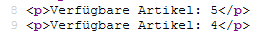 8 <p>Verfügbare Artikel: 5</p>
9 <p>Verfügbare Artikel: 4</p>